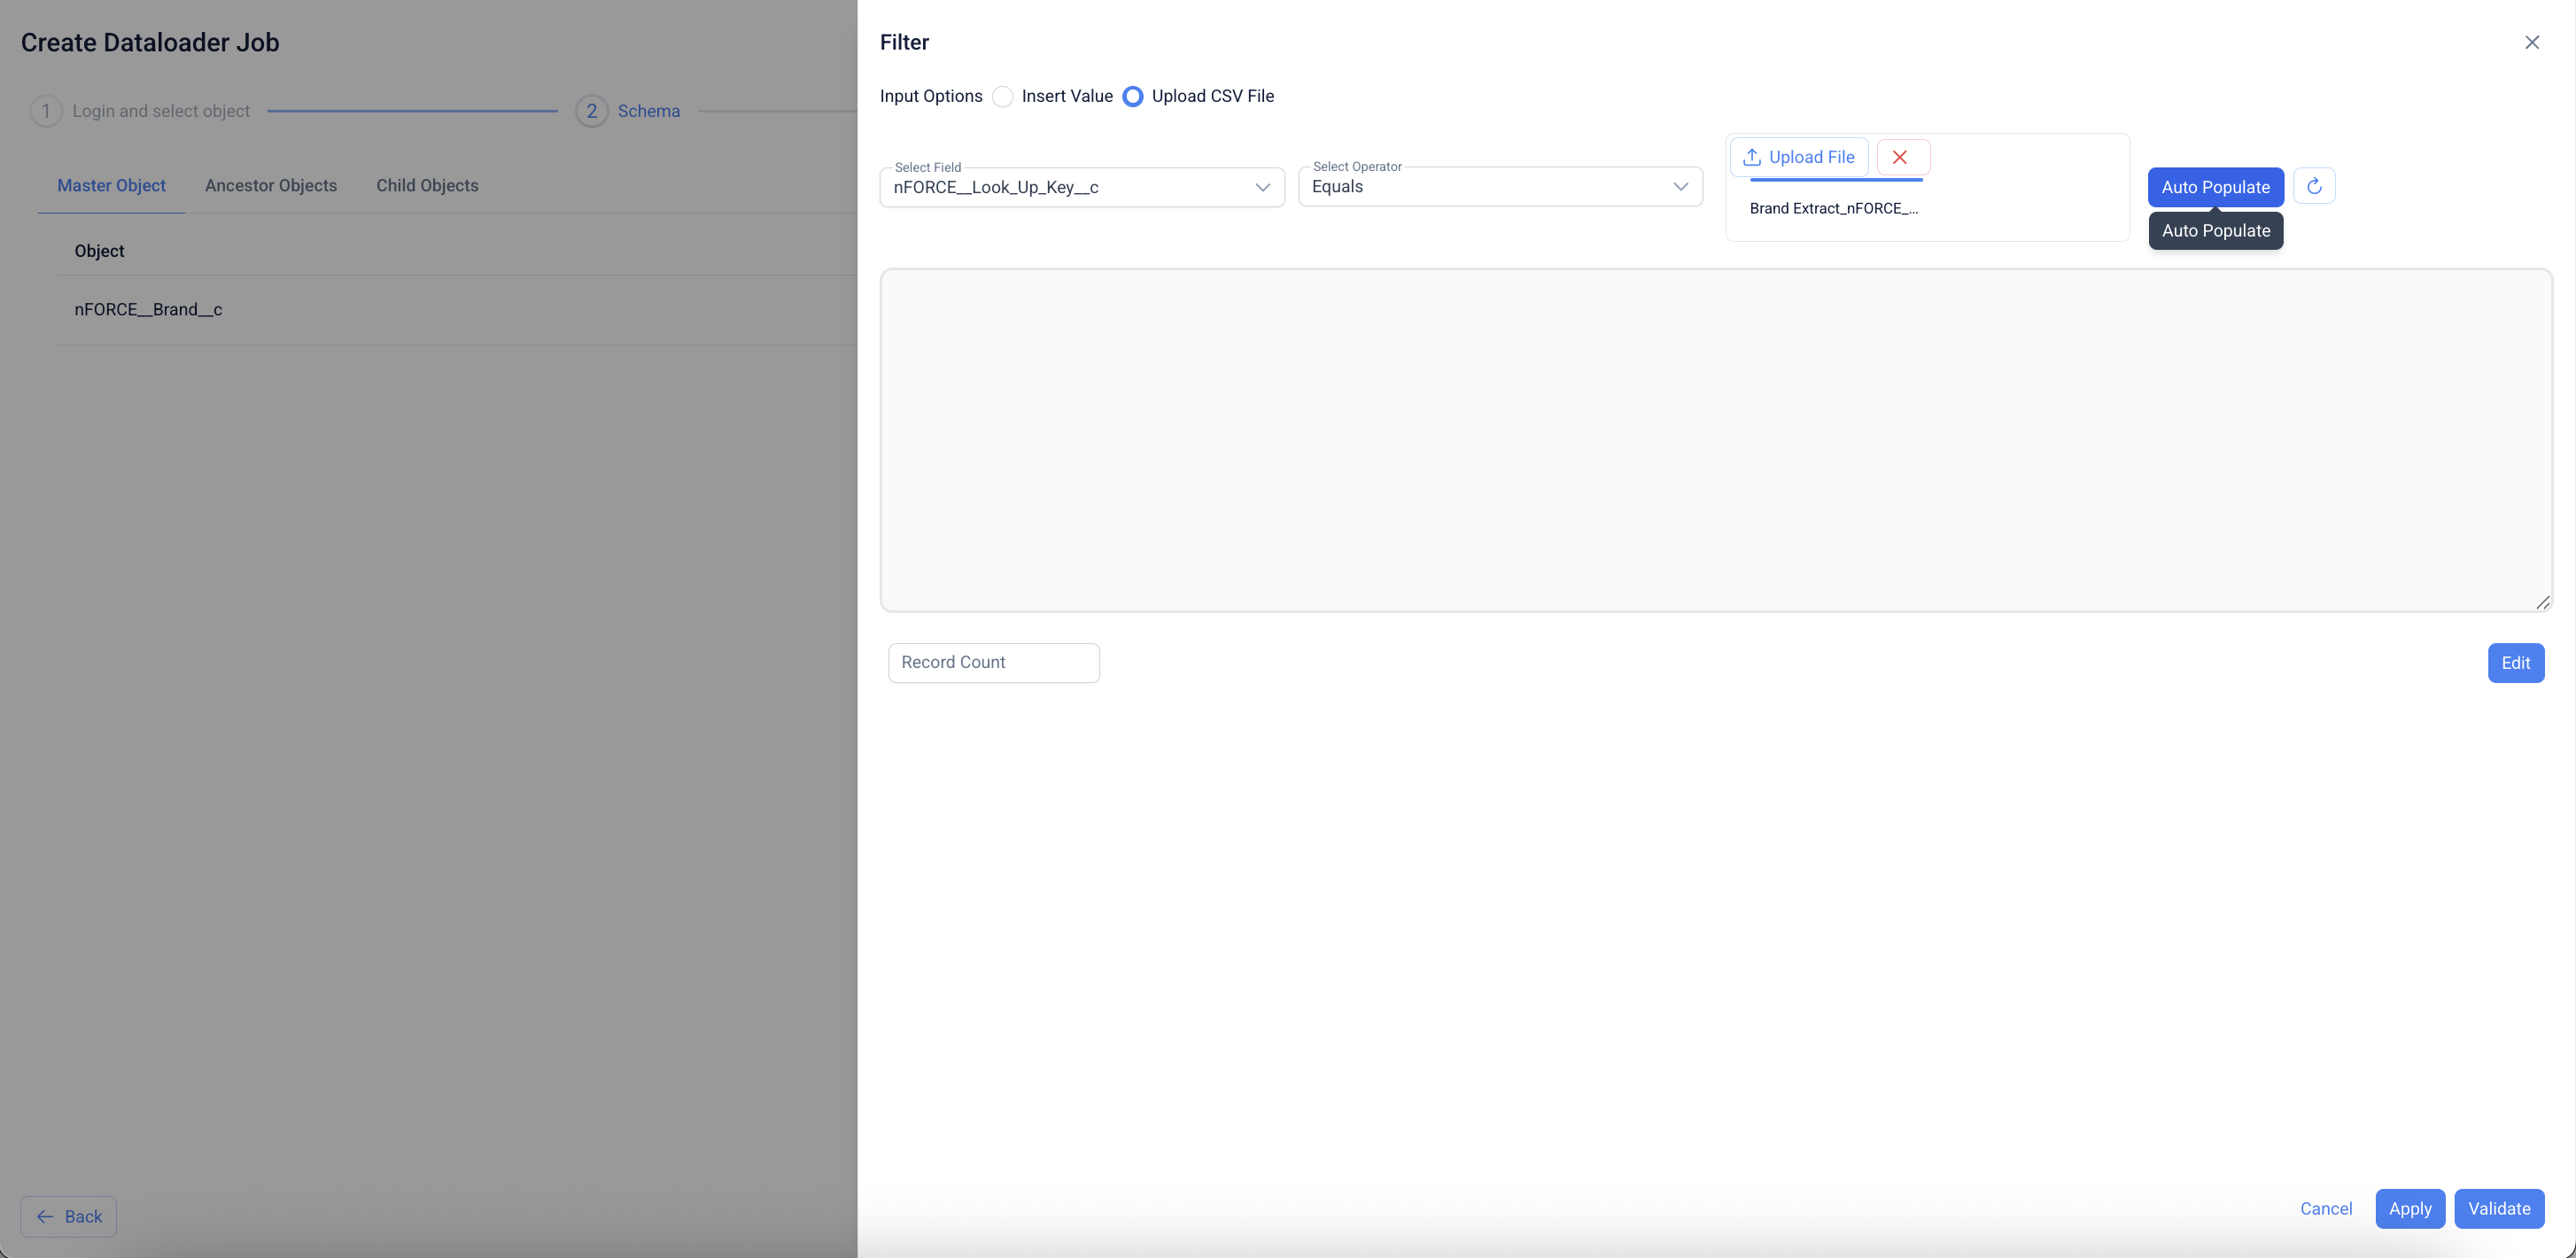 Create Dataloader Job
1 Login and select object 2 Schema
Master Object Ancestor Objects Child Objects
Object
nFORCE__Brand__c
Back
Filter
Input Options Insert Value Upload CSV File
Select Field
nFORCE__Look_Up_Key__c
Select Operator
Equals
Upload File
Brand Extract_nFORCE_...
Auto Populate
Auto Populate
Record Count
Edit
Cancel Apply Validate